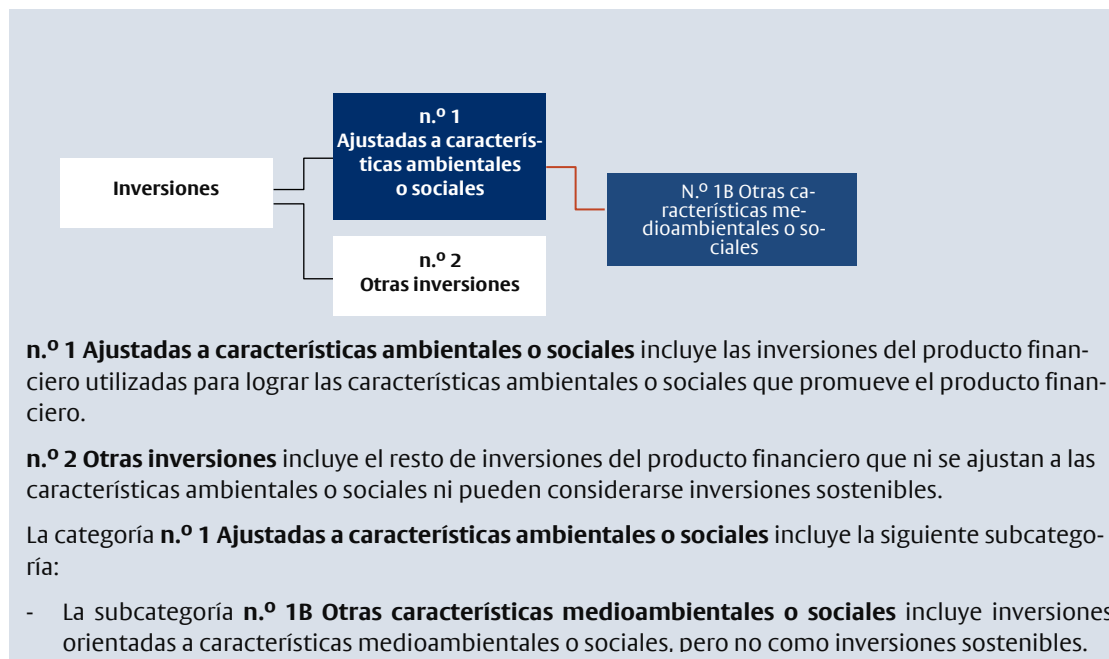 n.º 1
Ajustadas a caracterís-
ticas ambientales
o sociales
Inversiones
N.º 1B Otras ca-
racterísticas me-
dioambientales o so-
ciales
n.º 2
Otras inversiones
n.º 1 Ajustadas a características ambientales o sociales incluye las inversiones del producto finan-
ciero utilizadas para lograr las características ambientales o sociales que promueve el producto finan-
ciero.
n.º 2 Otras inversiones incluye el resto de inversiones del producto financiero que ni se ajustan a las
características ambientales o sociales ni pueden considerarse inversiones sostenibles.
La categoría n.º 1 Ajustadas a características ambientales o sociales incluye la siguiente subcatego-
ría:
- La subcategoría n.º 1B Otras características medioambientales o sociales incluye inversiones
orientadas a características medioambientales o sociales, pero no como inversiones sostenibles.